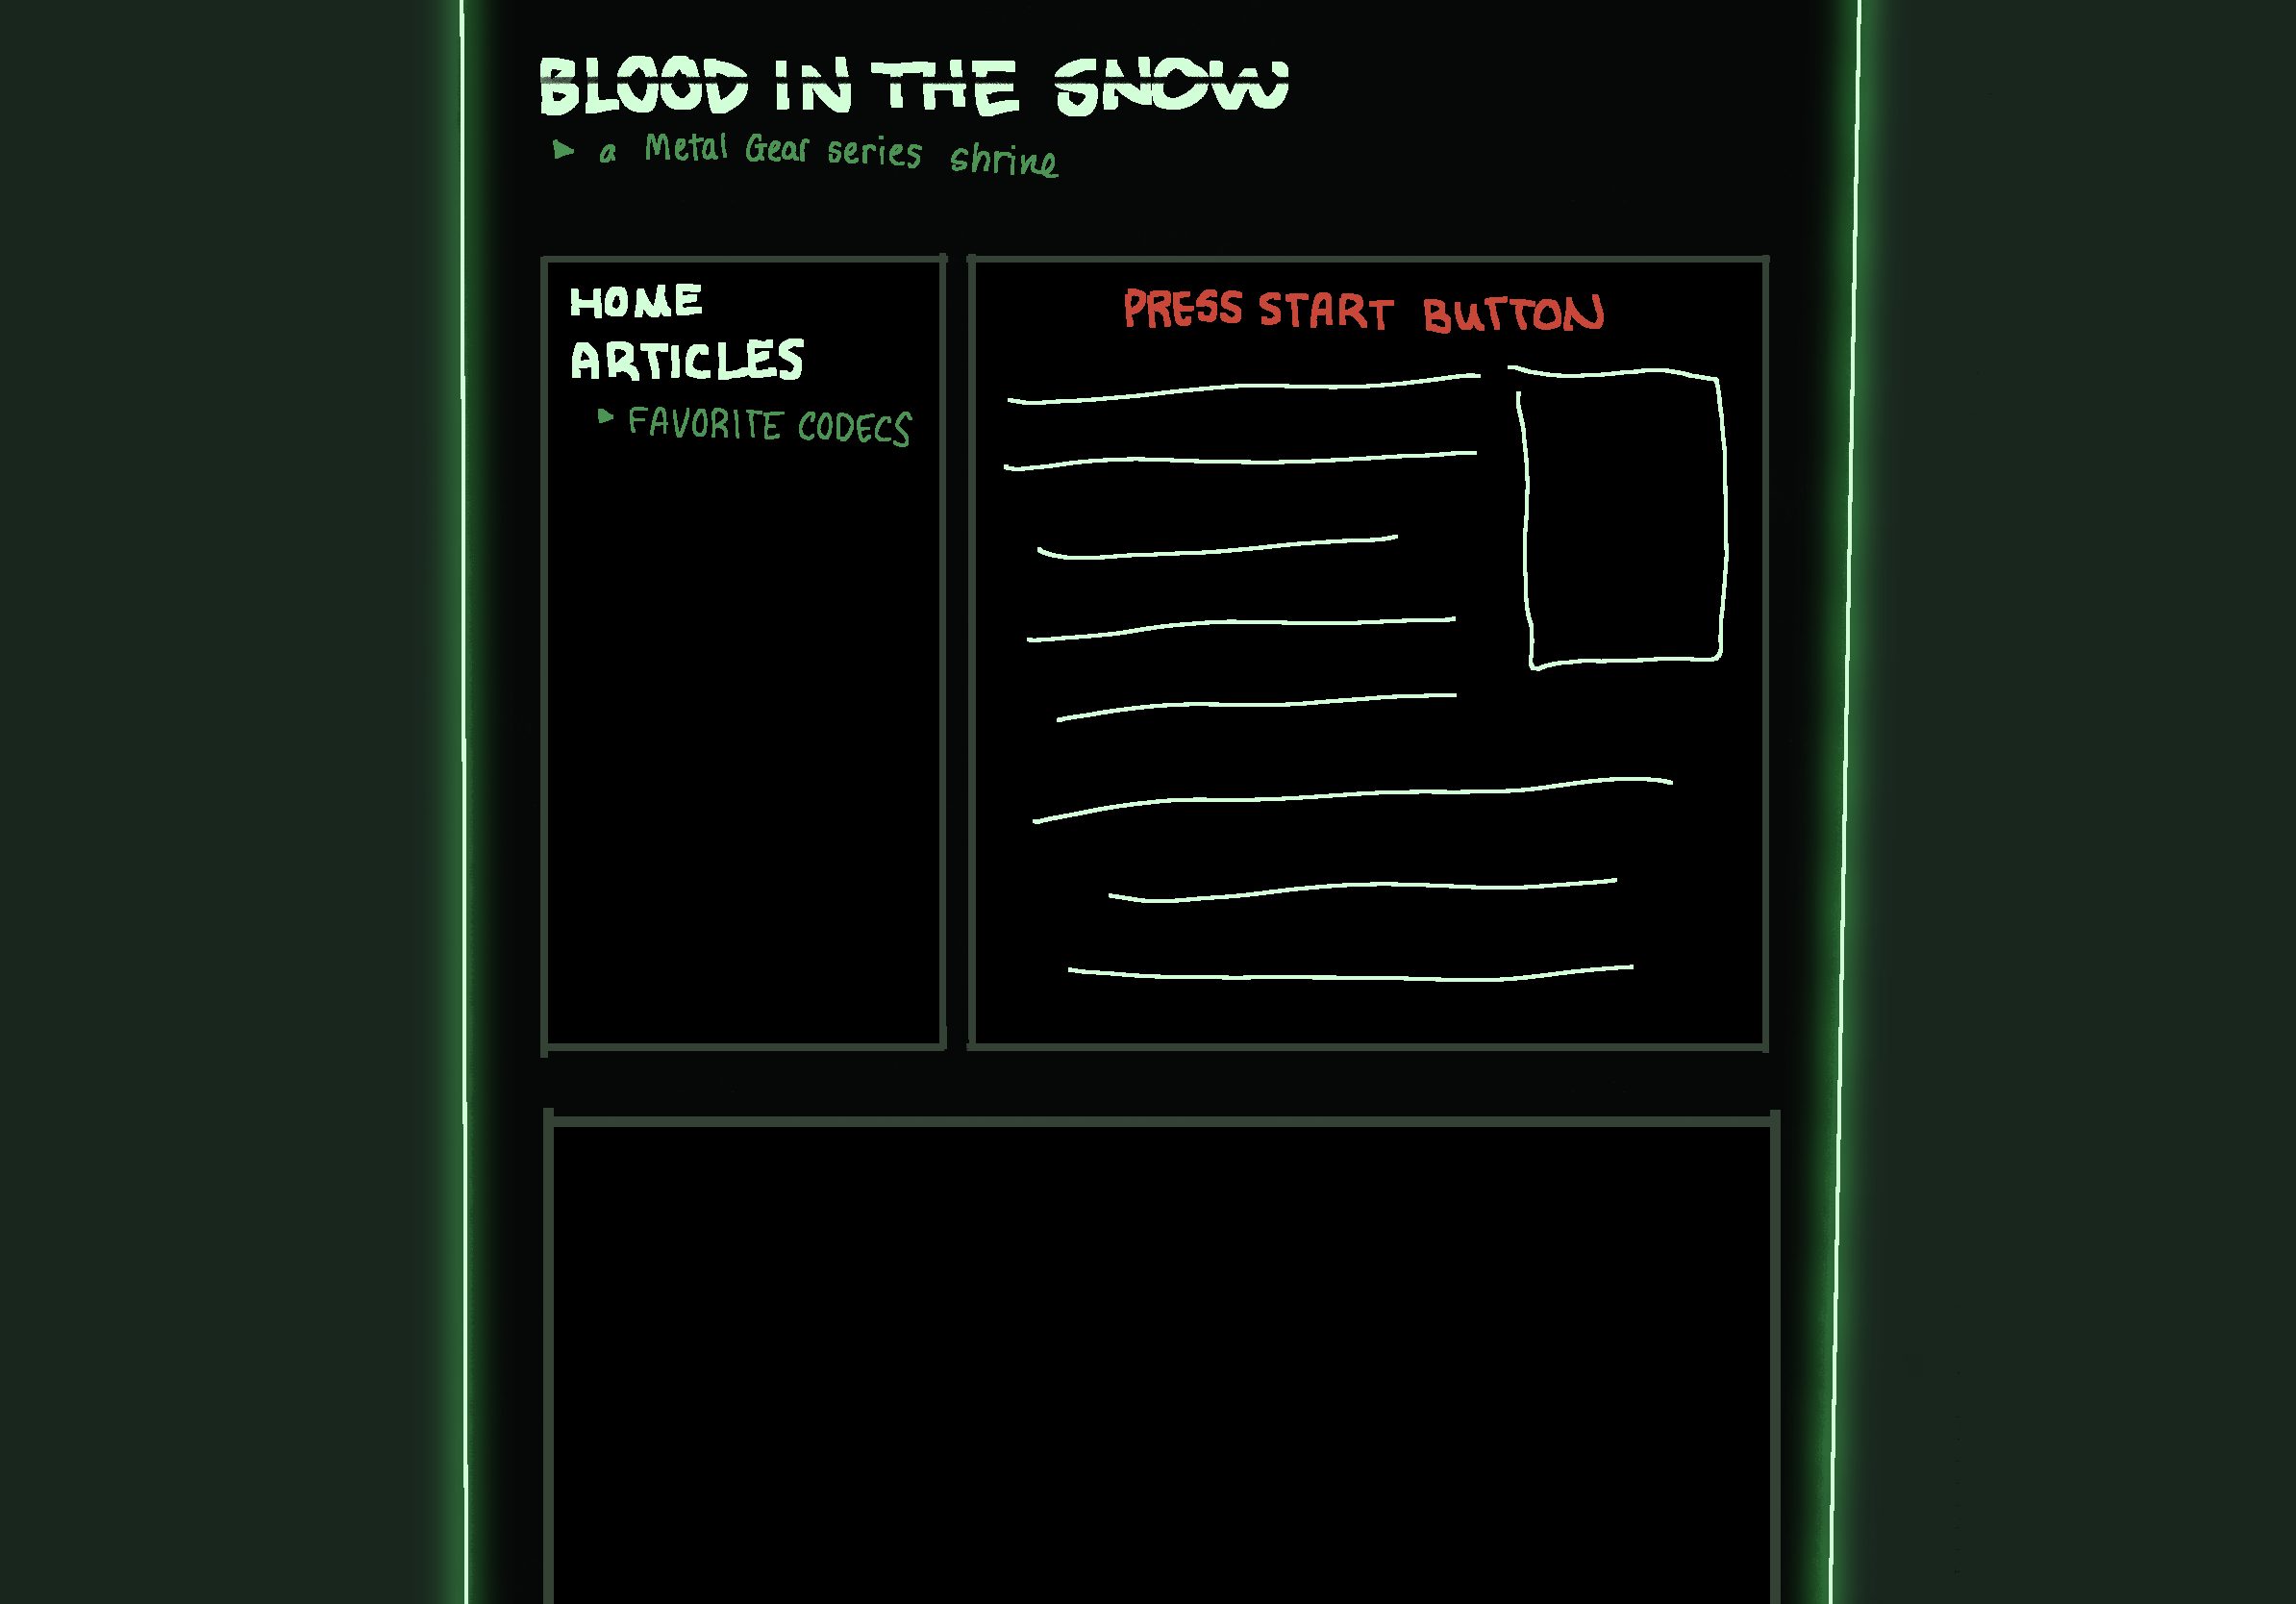 BLOOD IN THE SNOW
▶ a Metal Gear series shrine
HOME
ARTICLES
▶ FAVORITE CODECS
PRESS START BUTTON